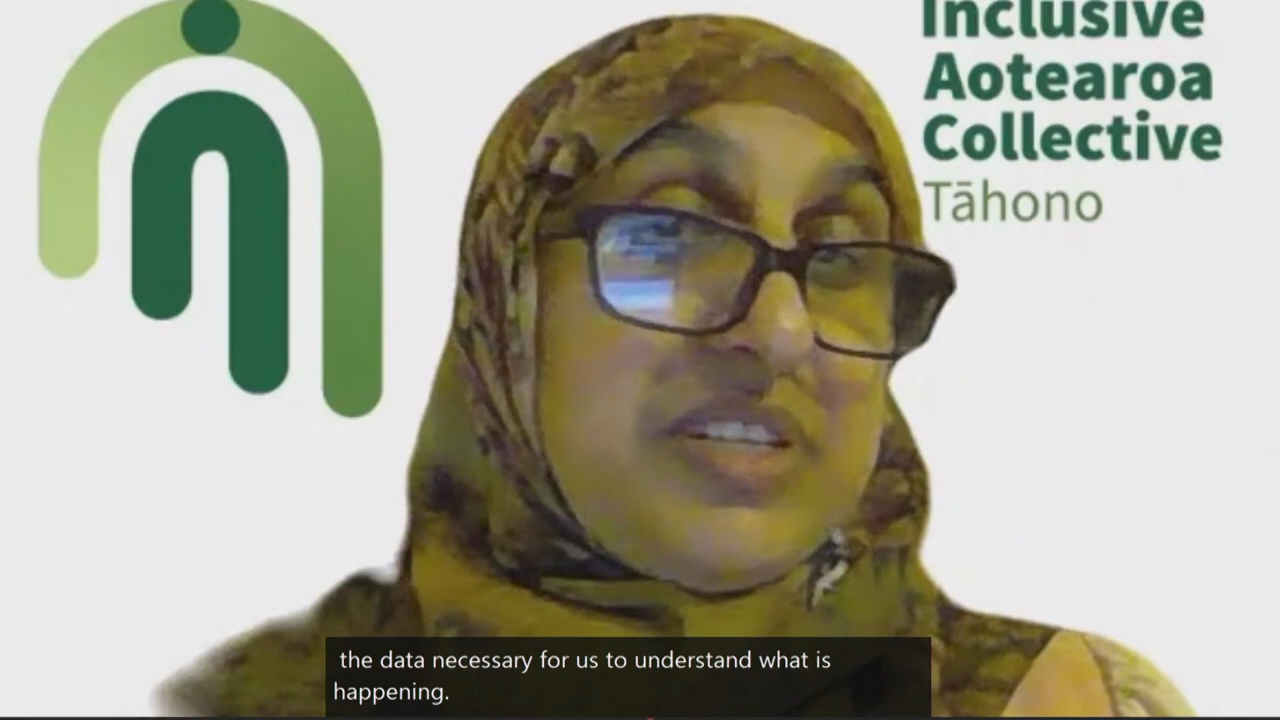 Inclusive
Aotearoa
Collective
Tāhono
the data necessary for us to understand what is
happening.